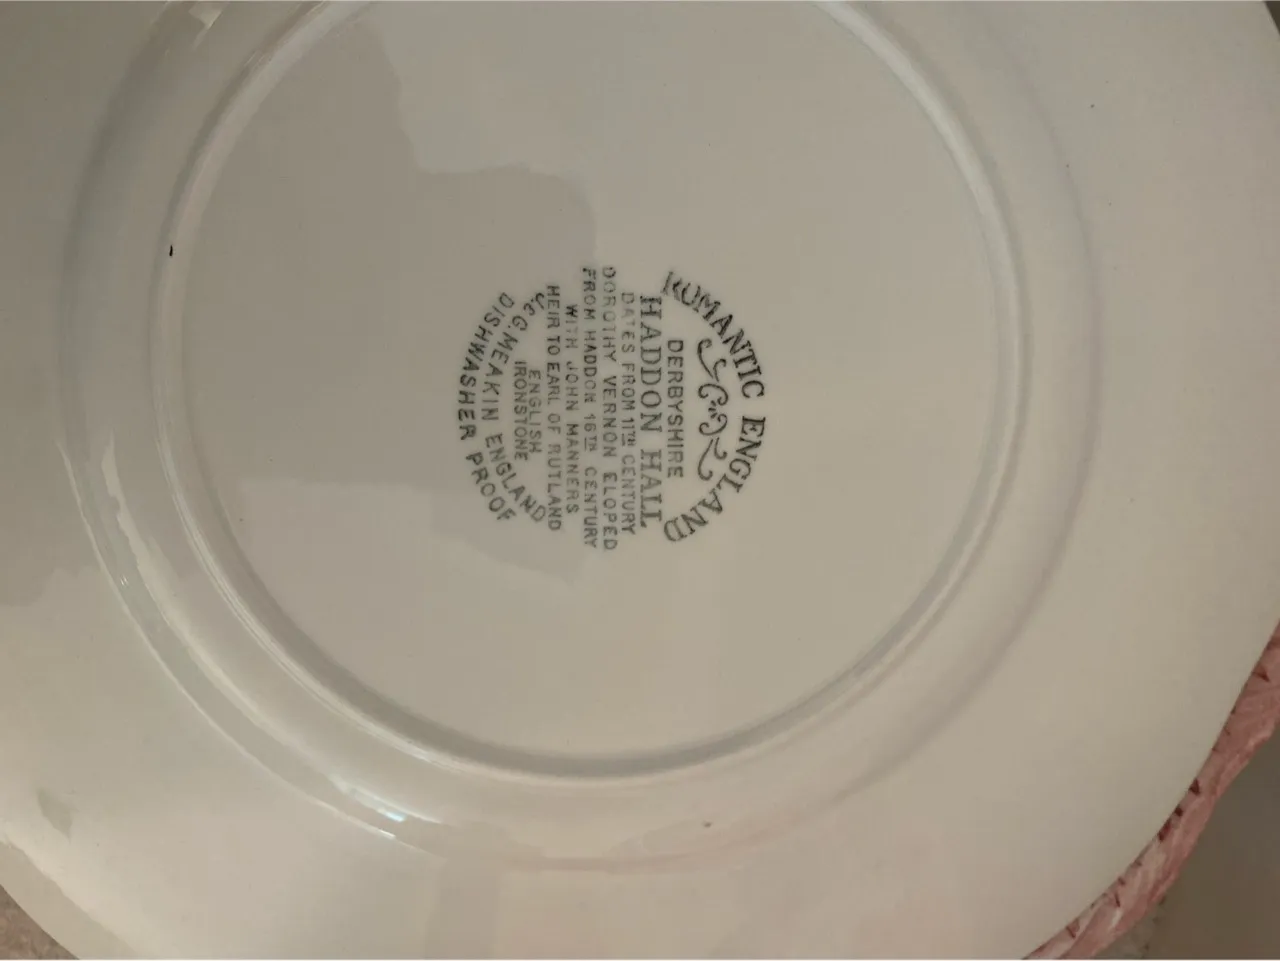 ROMANTIC ENGLAND
DERBYSHIRE
HADDON HALL
DATES FROM 11TH CENTURY
DOROTHY VERNON ELOPED
FROM HADDON 16TH CENTURY
WITH JOHN MANNERS
HEIR TO EARL OF RUTLAND
ENGLISH
IRONSTONE
J.& G. MEAKIN ENGLAND
DISHWASHER PROOF